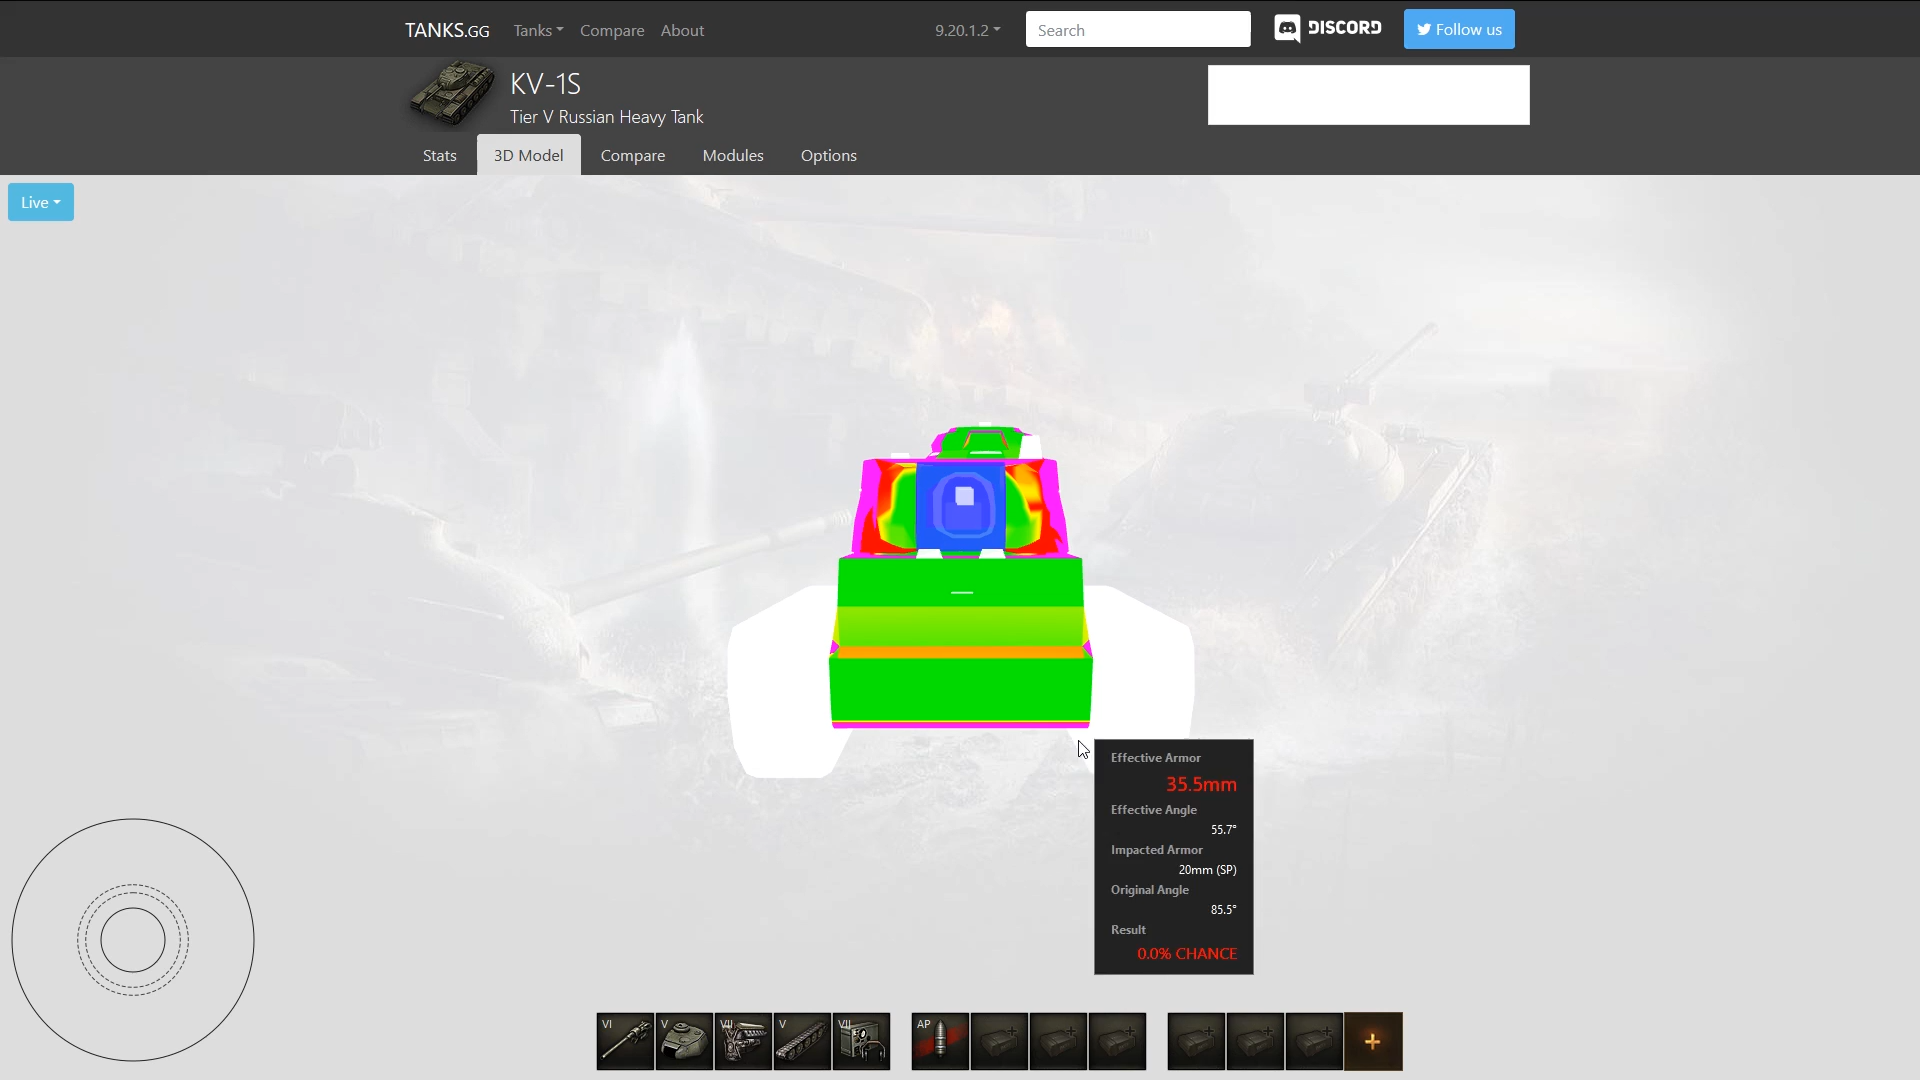 TANKS.GG
Tanks
Compare
About
9.20.1.2
Search
DISCORD
Follow us
KV-1S
Tier V Russian Heavy Tank
Stats
3D Model
Compare
Modules
Options
Live
Effective Armor
35.5mm
Effective Angle
55.7°
Impacted Armor
20mm (SP)
Original Angle
85.5°
Result
0.0% CHANCE
VI
V
VII
V
VII
AP